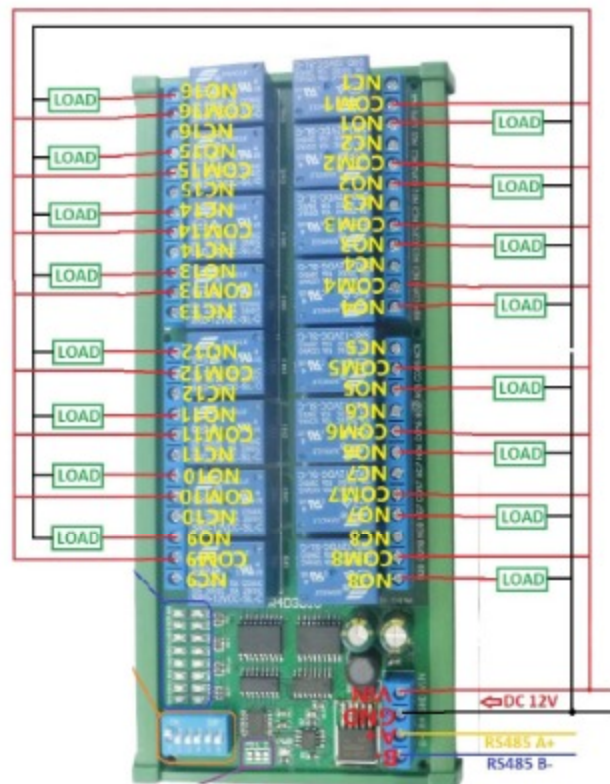 LOAD NO16
COM16
NC16
LOAD NO15
COM15
NC15
LOAD NO14
COM14
NC14
LOAD NO13
COM13
NC13
LOAD NO12
COM12
NC12
LOAD NO11
COM11
NC11
LOAD NO10
COM10
NC10
LOAD NO9
COM9
NC9
NC1
COM1
NO1 LOAD
NC2
COM2
NO2 LOAD
NC3
COM3
NO3 LOAD
NC4
COM4
NO4 LOAD
NC5
COM5
NO5 LOAD
NC6
COM6
NO6 LOAD
NC7
COM7
NO7 LOAD
NC8
COM8
NO8 LOAD
VIN
DC 12V
GND
A+
RS485 A+
B-
RS485 B-